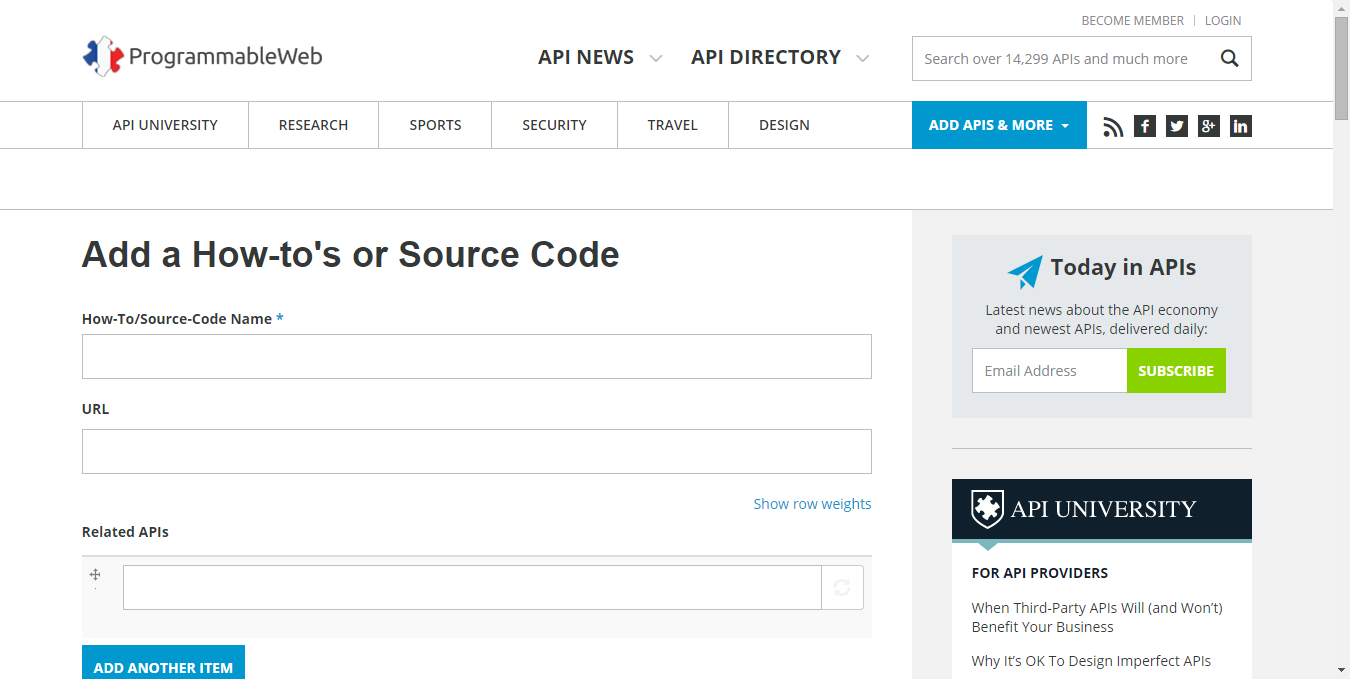 BECOME MEMBER
LOGIN
ProgrammableWeb
API NEWS
API DIRECTORY
Search over 14,299 APIs and much more
API UNIVERSITY
RESEARCH
SPORTS
SECURITY
TRAVEL
DESIGN
ADD APIS & MORE
Add a How-to's or Source Code
How-To/Source-Code Name *
URL
Show row weights
Related APIs
ADD ANOTHER ITEM
Today in APIs
Latest news about the API economy
and newest APIs, delivered daily:
Email Address
SUBSCRIBE
API UNIVERSITY
FOR API PROVIDERS
When Third-Party APIs Will (and Won’t)
Benefit Your Business
Why It’s OK To Design Imperfect APIs